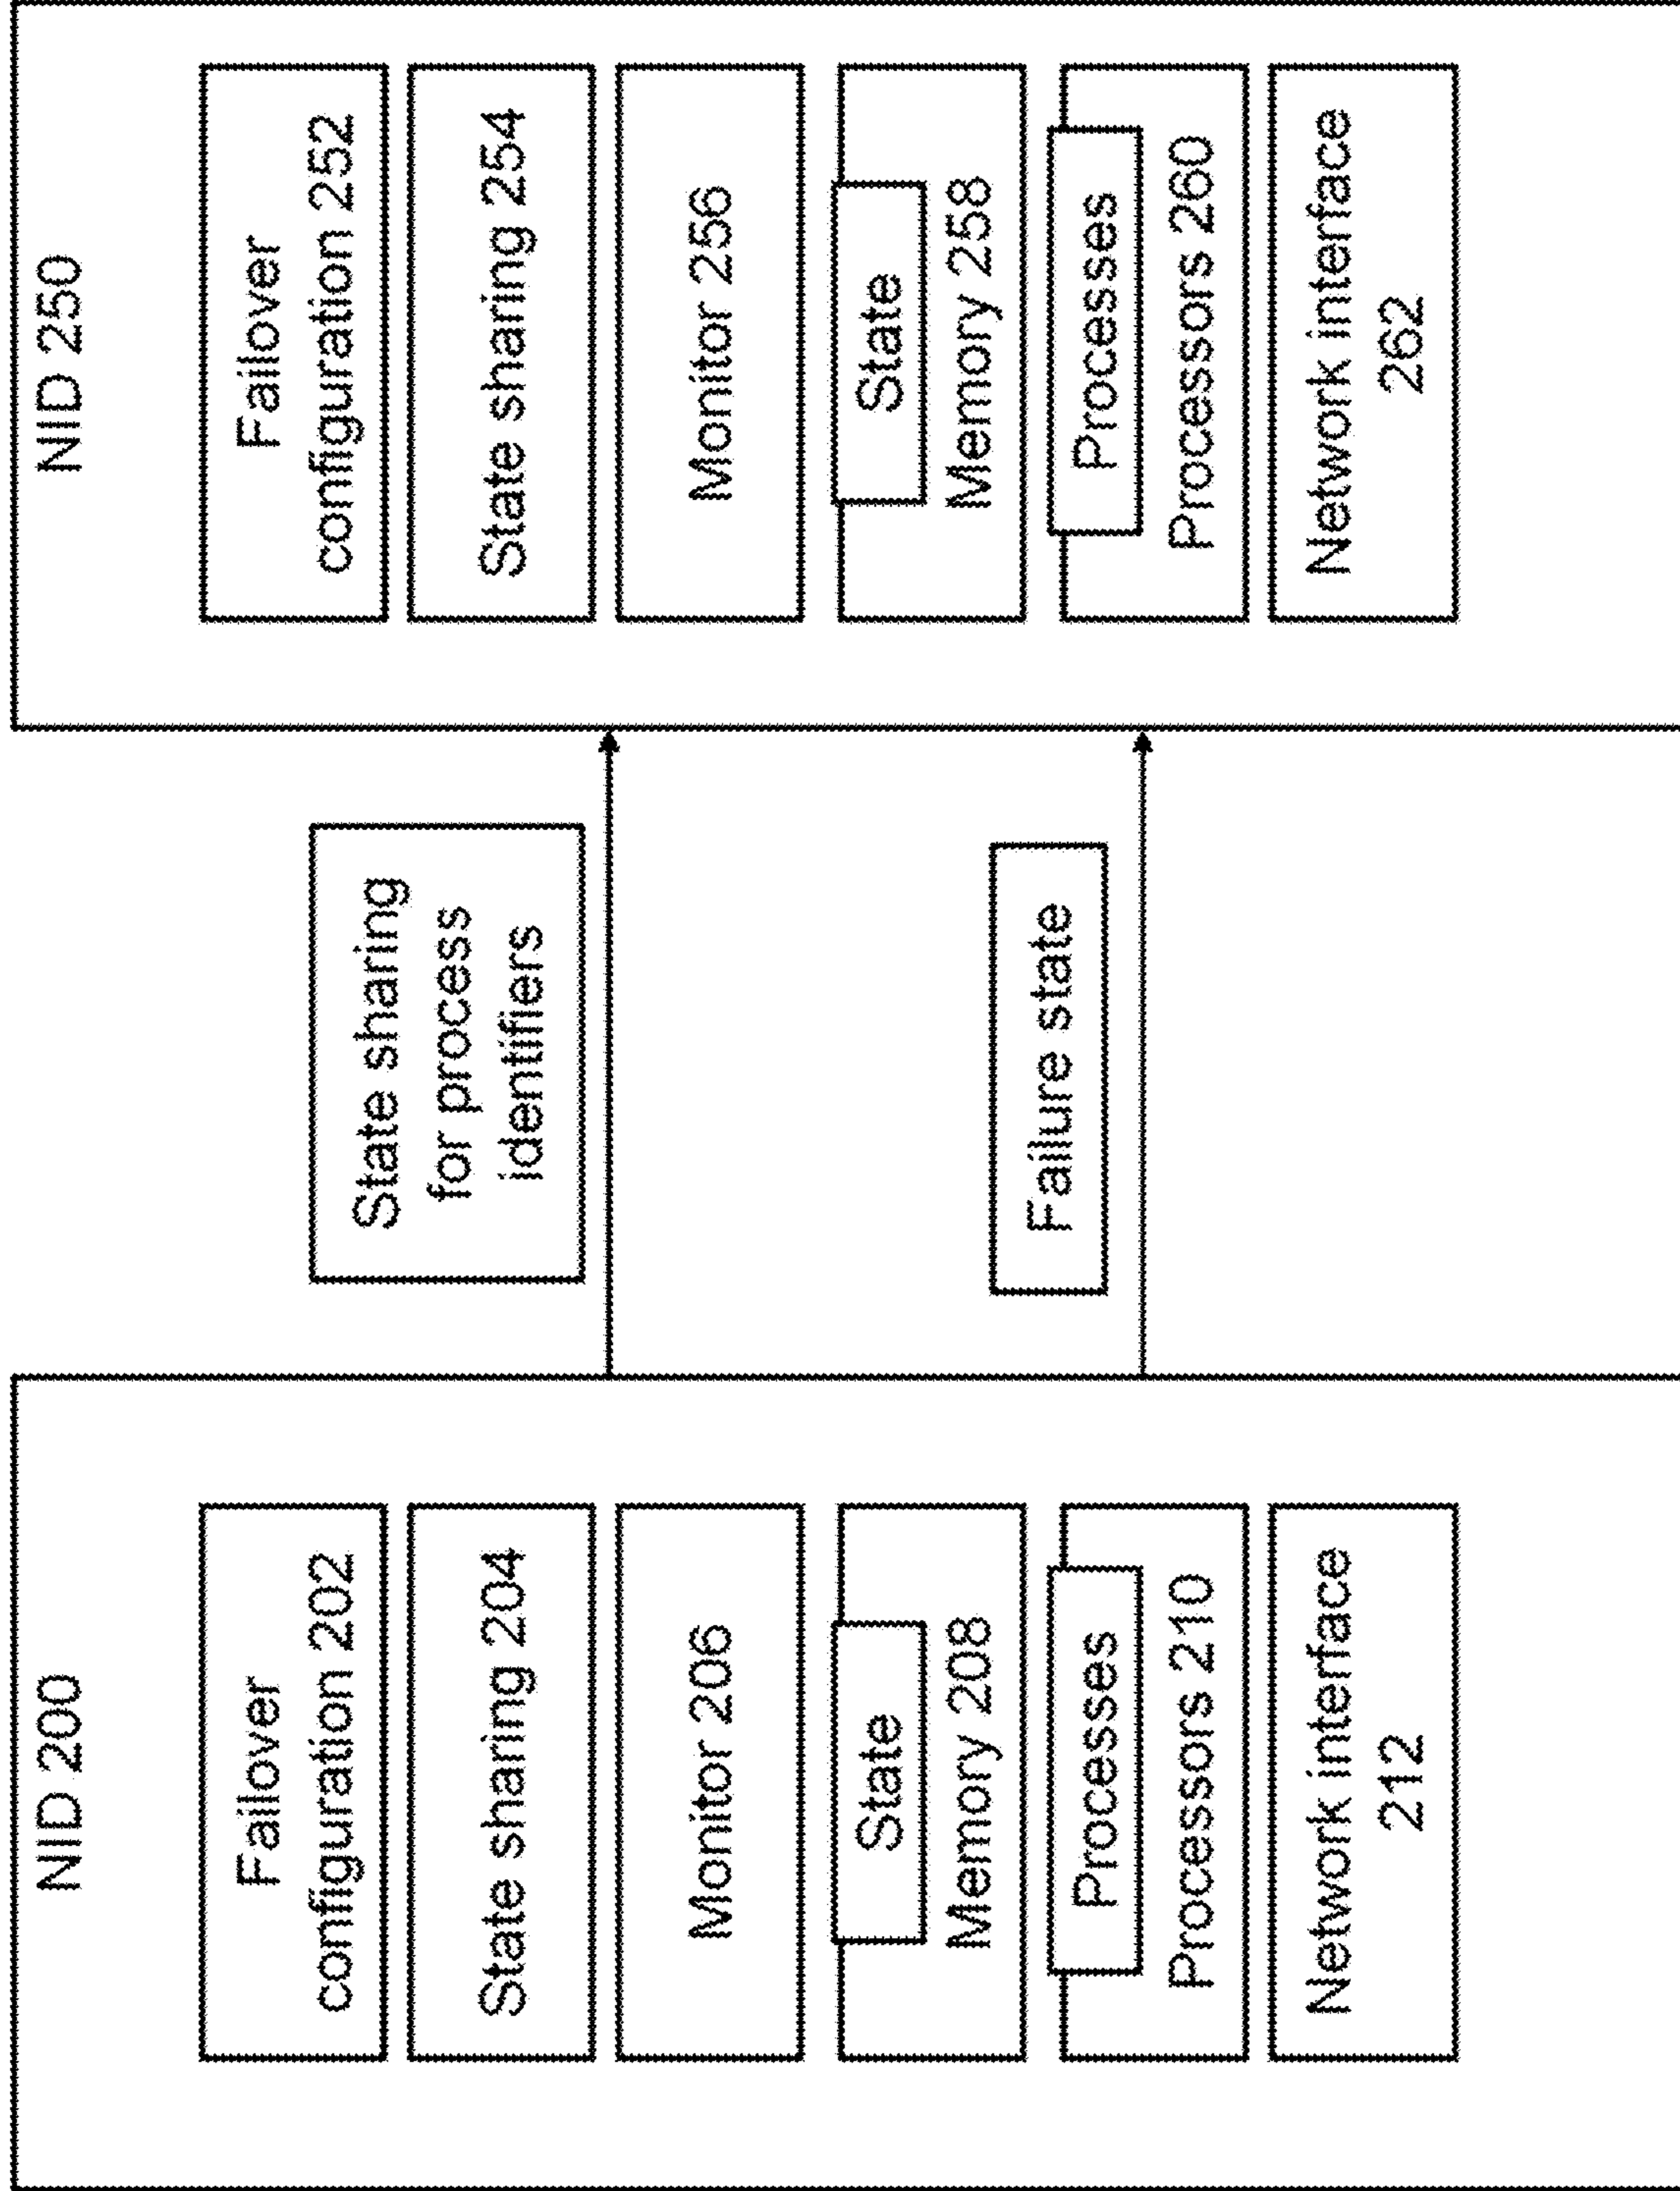 NID 200
Failover
configuration 202
State sharing 204
Monitor 206
State
Memory 208
Processes
Processors 210
Network interface
212
State sharing
for process
identifiers
Failure state
NID 250
Failover
configuration 252
State sharing 254
Monitor 256
State
Memory 258
Processes
Processors 260
Network interface
262